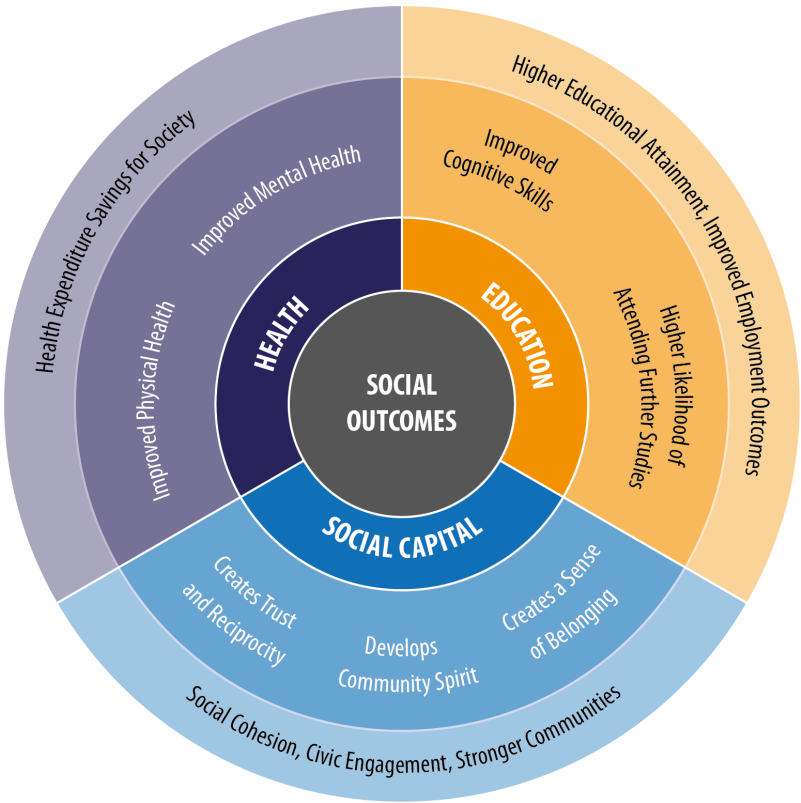 SOCIAL
OUTCOMES
HEALTH
Improved Physical Health
Improved Mental Health
Health Expenditure Savings for Society
EDUCATION
Improved
Cognitive Skills
Higher Likelihood of
Attending Further Studies
Higher Educational Attainment, Improved Employment Outcomes
SOCIAL CAPITAL
Creates Trust
and Reciprocity
Develops
Community Spirit
Creates a Sense
of Belonging
Social Cohesion, Civic Engagement, Stronger Communities